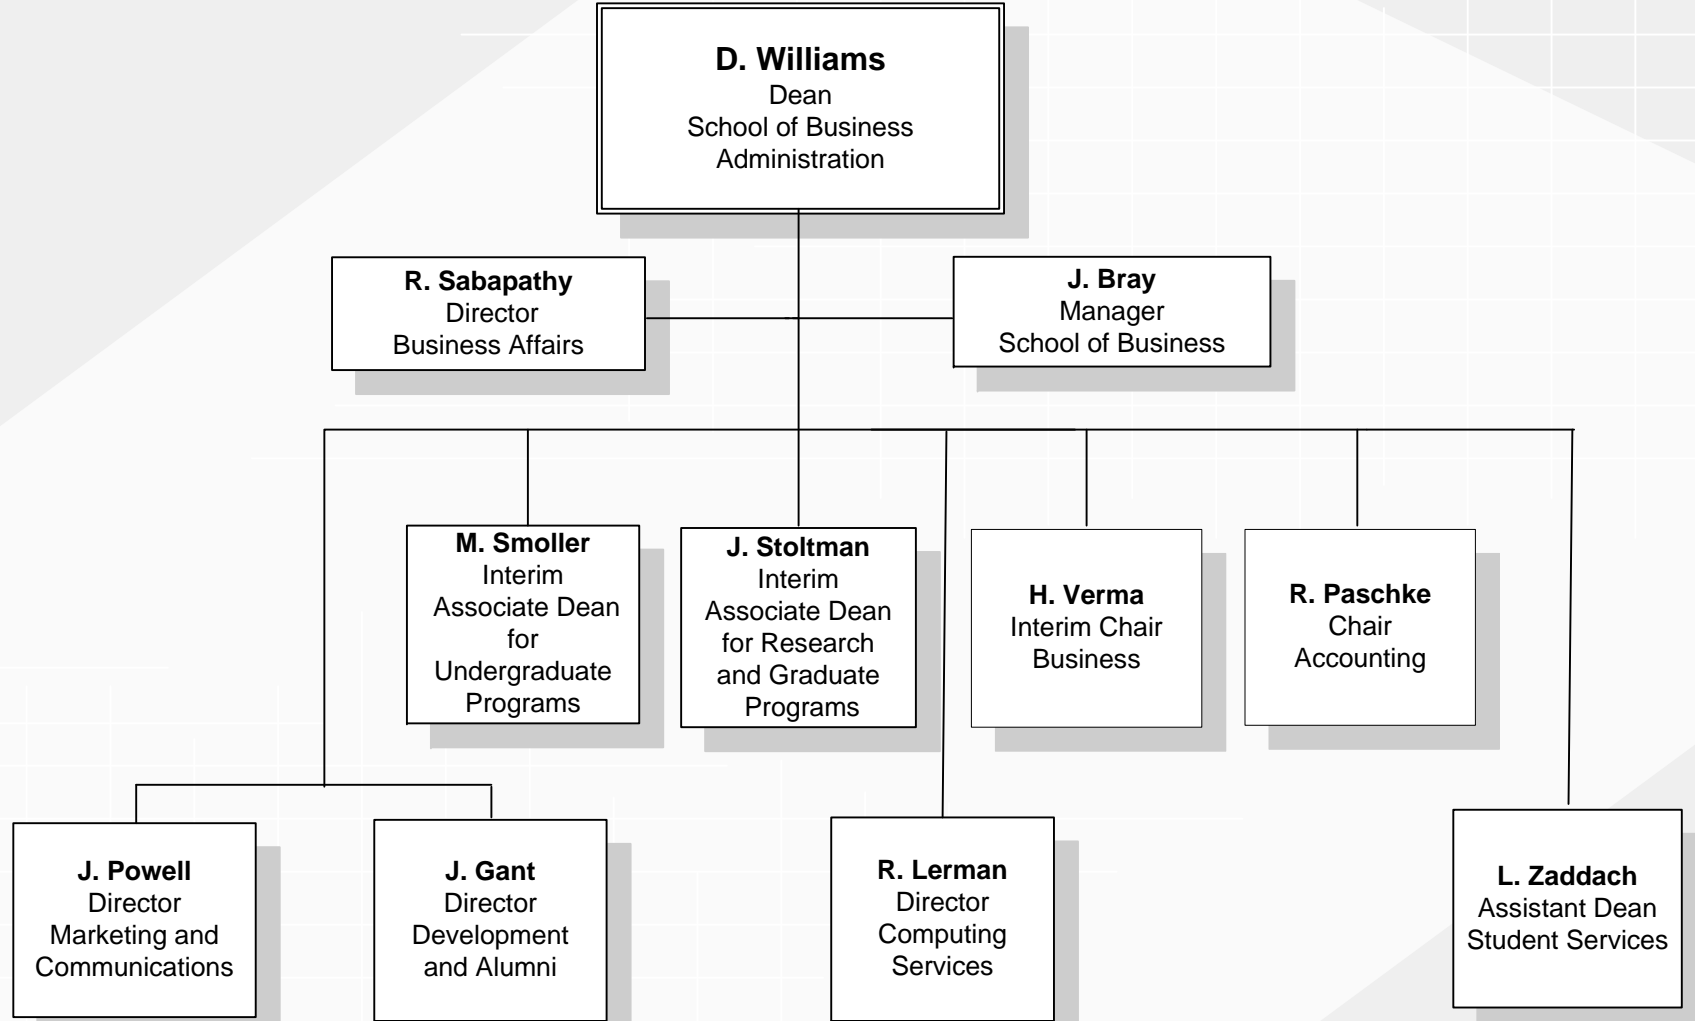 D. Williams
Dean
School of Business
Administration
R. Sabapathy
Director
Business Affairs
J. Bray
Manager
School of Business
M. Smoller
Interim
Associate Dean
for
Undergraduate
Programs
J. Stoltman
Interim
Associate Dean
for Research
and Graduate
Programs
H. Verma
Interim Chair
Business
R. Paschke
Chair
Accounting
J. Powell
Director
Marketing and
Communications
J. Gant
Director
Development
and Alumni
R. Lerman
Director
Computing
Services
L. Zaddach
Assistant Dean
Student Services